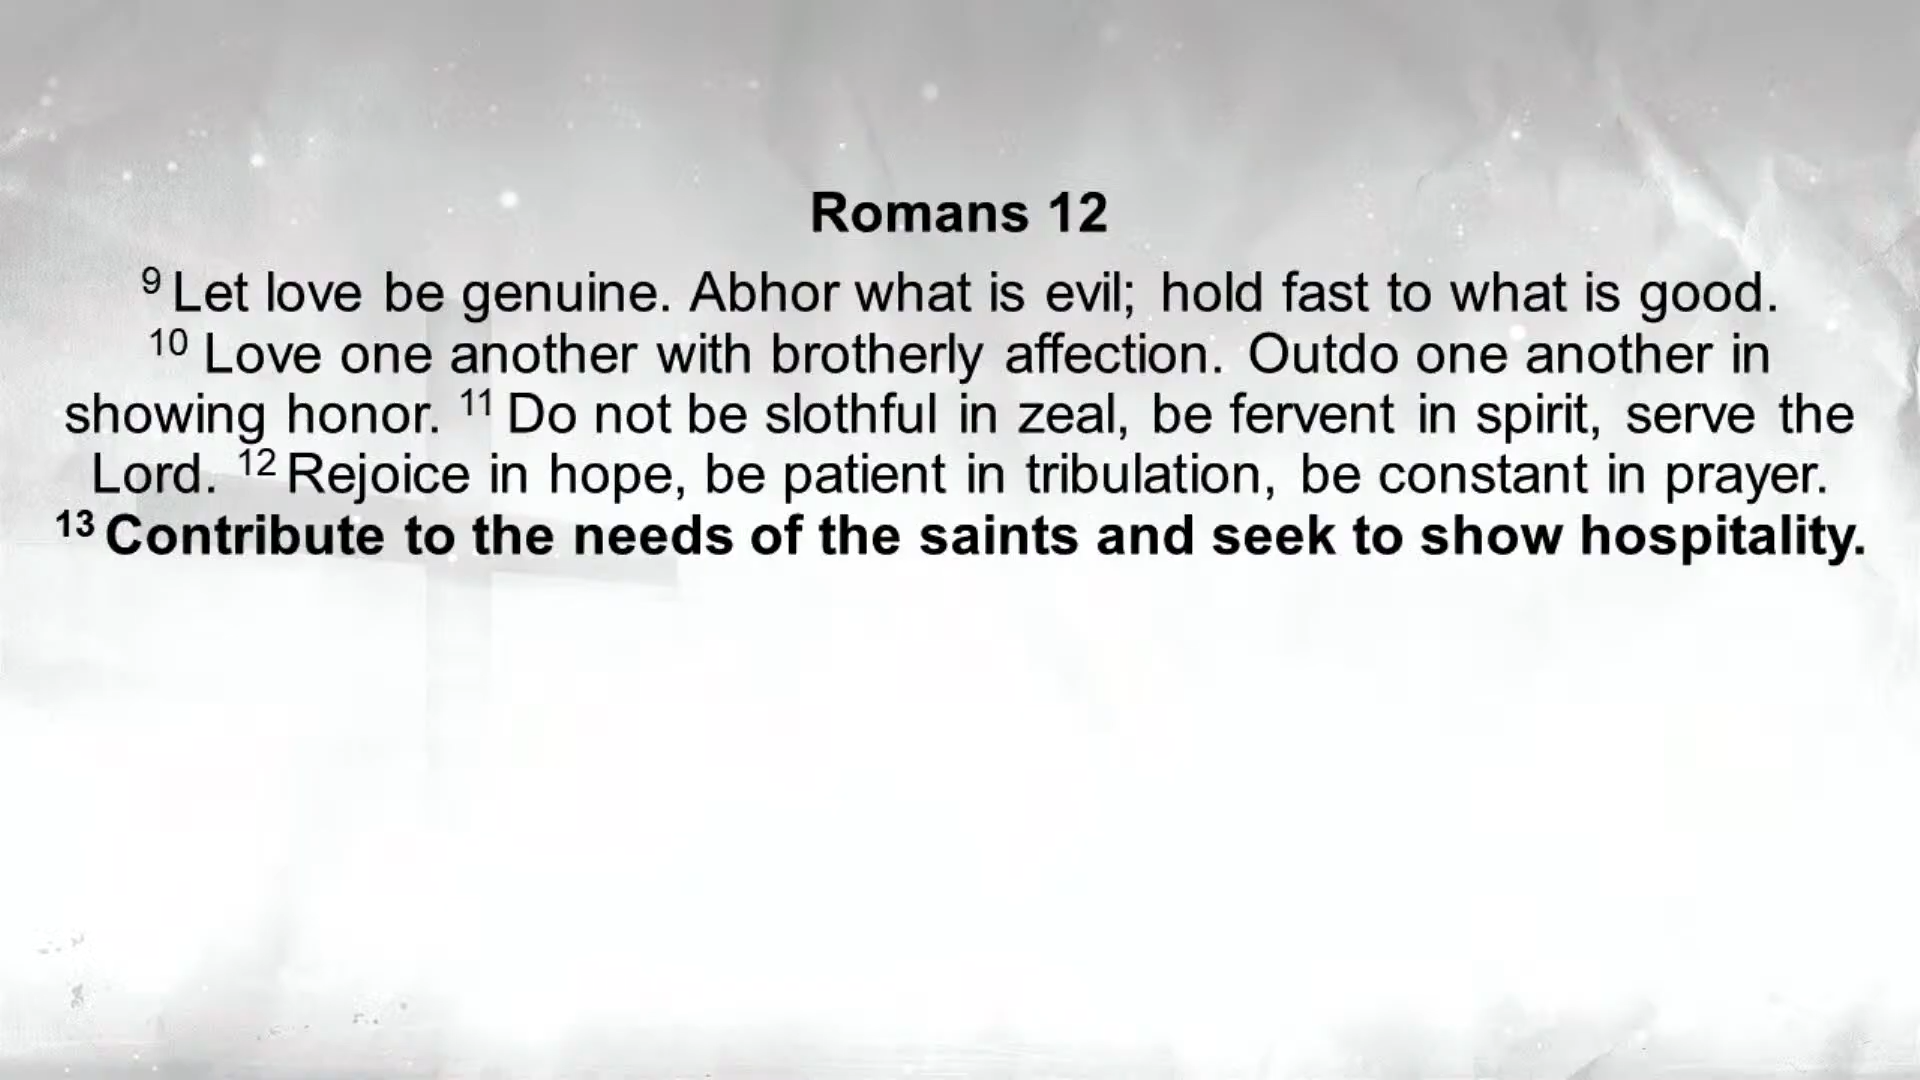 Romans 12
9 Let love be genuine. Abhor what is evil; hold fast to what is good.
10 Love one another with brotherly affection. Outdo one another in
showing honor. 11 Do not be slothful in zeal, be fervent in spirit, serve the
Lord. 12 Rejoice in hope, be patient in tribulation, be constant in prayer.
13 Contribute to the needs of the saints and seek to show hospitality.